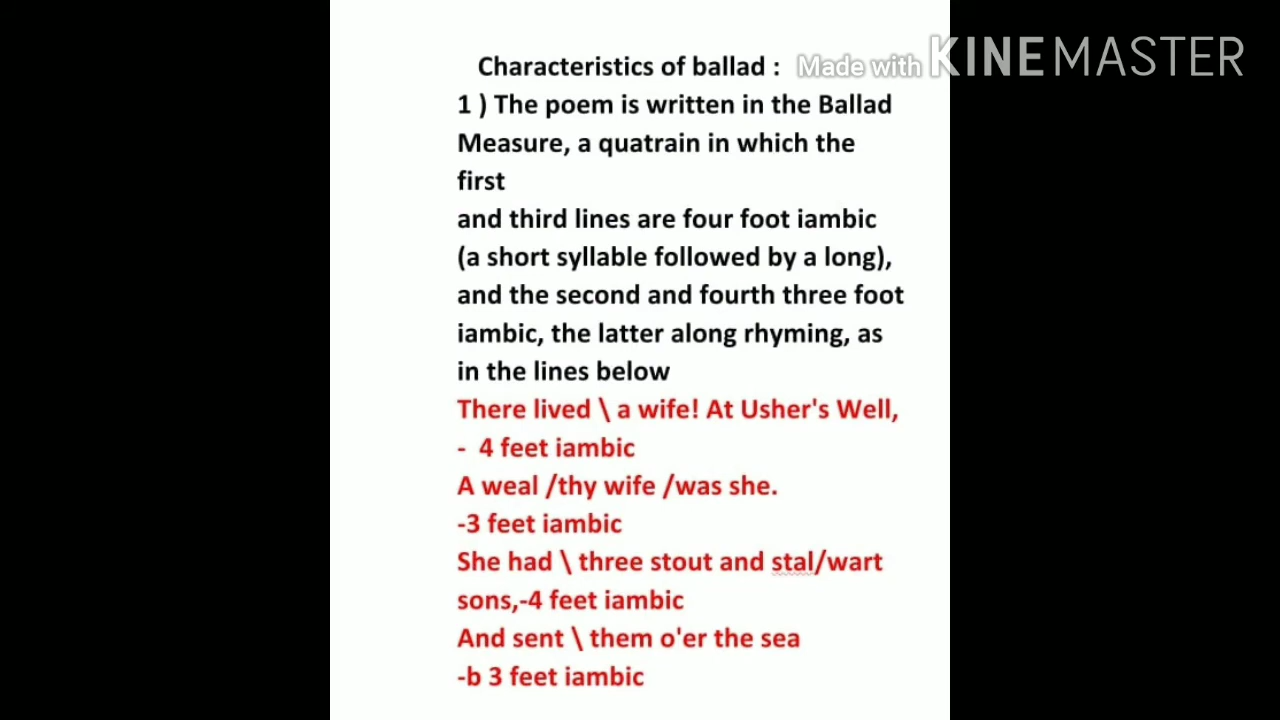 Characteristics of ballad :
Made with KINEMASTER
1 ) The poem is written in the Ballad
Measure, a quatrain in which the
first
and third lines are four foot iambic
(a short syllable followed by a long),
and the second and fourth three foot
iambic, the latter along rhyming, as
in the lines below
There lived \ a wife! At Usher's Well,
- 4 feet iambic
A weal /thy wife /was she.
-3 feet iambic
She had \ three stout and stal/wart
sons,-4 feet iambic
And sent \ them o'er the sea
-b 3 feet iambic